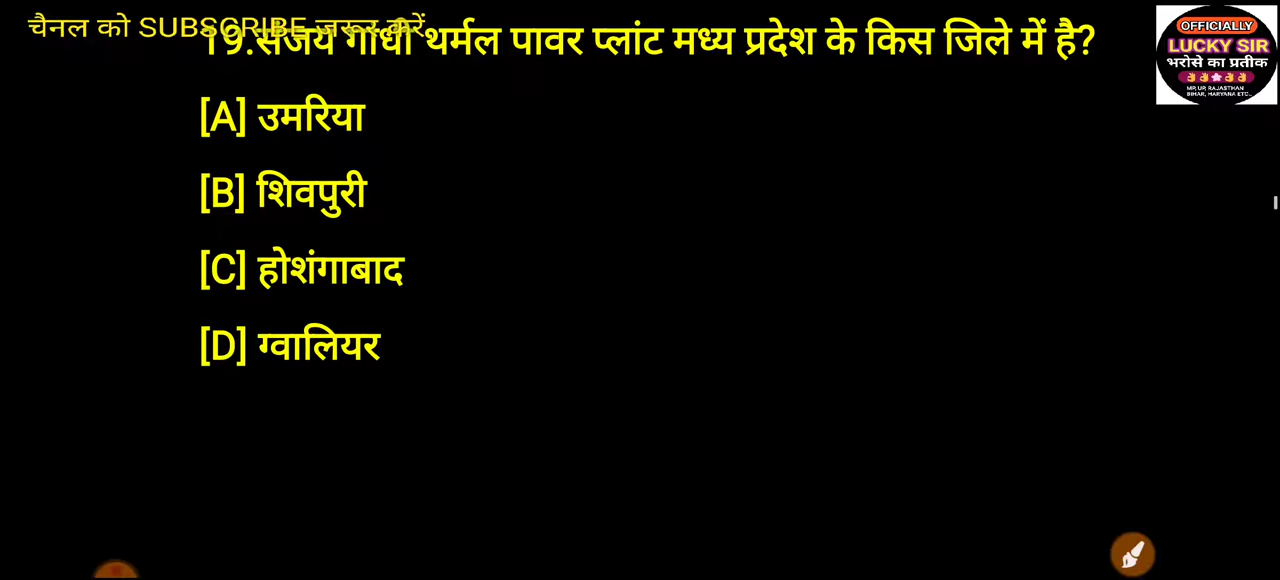 चैनल को SUBSCRIBE जरूर करें
19.संजय गांधी थर्मल पावर प्लांट मध्य प्रदेश के किस जिले में है?
[A] उमरिया
[B] शिवपुरी
[C] होशंगाबाद
[D] ग्वालियर
OFFICIALLY
LUCKY SIR
भरोसे का प्रतीक
MP, UP, RAJASTHAN
BIHAR, HARYANA ETC..